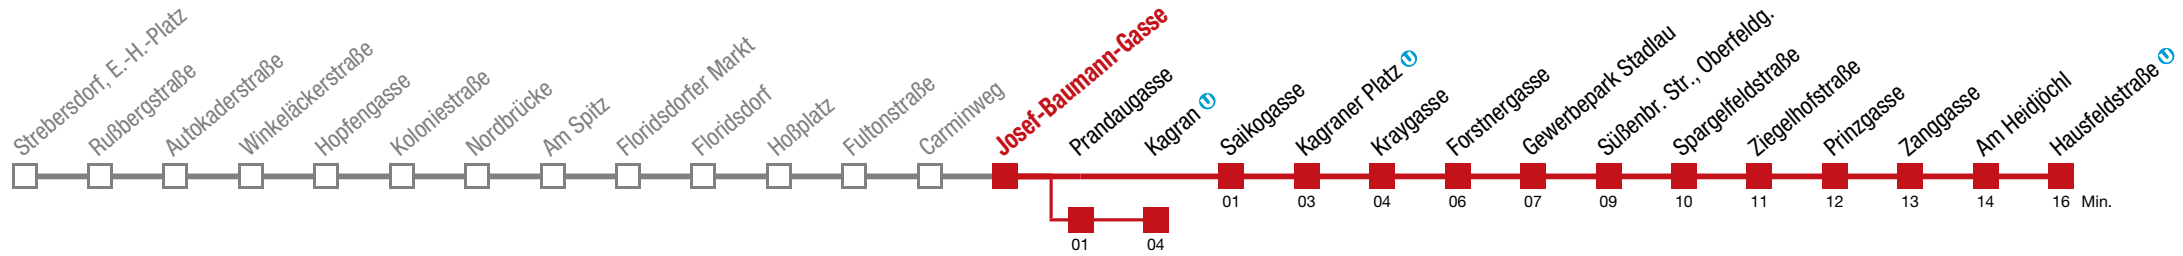 Strebersdorf, E.-H.-Platz
Rußbergstraße
Autokaderstraße
Winkeläckerstraße
Hopfengasse
Koloniestraße
Nordbrücke
Am Spitz
Floridsdorfer Markt
Floridsdorf
Hoßplatz
Fultonstraße
Carminweg
Josef-Baumann-Gasse
Prandaugasse
Kagran U
Saikogasse
Kagraner Platz U
Kraygasse
Forstnergasse
Gewerbepark Stadlau
Süßenbr. Str., Oberfeldg.
Spargelfeldstraße
Ziegelhofstraße
Prinzgasse
Zanggasse
Am Heidjöchl
Hausfeldstraße U
01 03 04 06 07 09 10 11 12 13 14 16 Min.
01 04